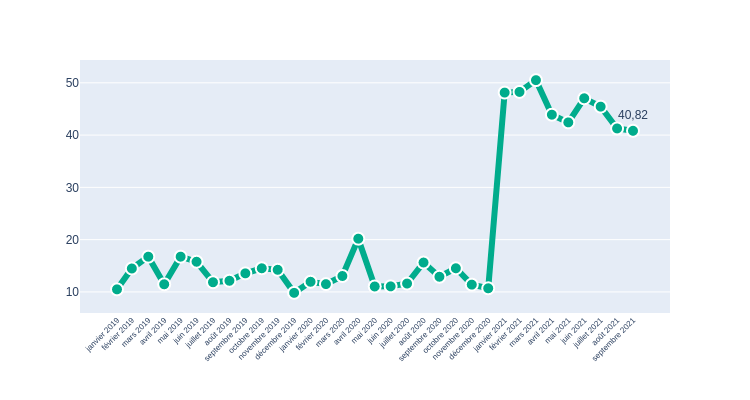 50
40
30
20
10
40,82
janvier 2019
février 2019
mars 2019
avril 2019
mai 2019
juin 2019
juillet 2019
août 2019
septembre 2019
octobre 2019
novembre 2019
décembre 2019
janvier 2020
février 2020
mars 2020
avril 2020
mai 2020
juin 2020
juillet 2020
août 2020
septembre 2020
octobre 2020
novembre 2020
décembre 2020
janvier 2021
février 2021
mars 2021
avril 2021
mai 2021
juin 2021
juillet 2021
août 2021
septembre 2021